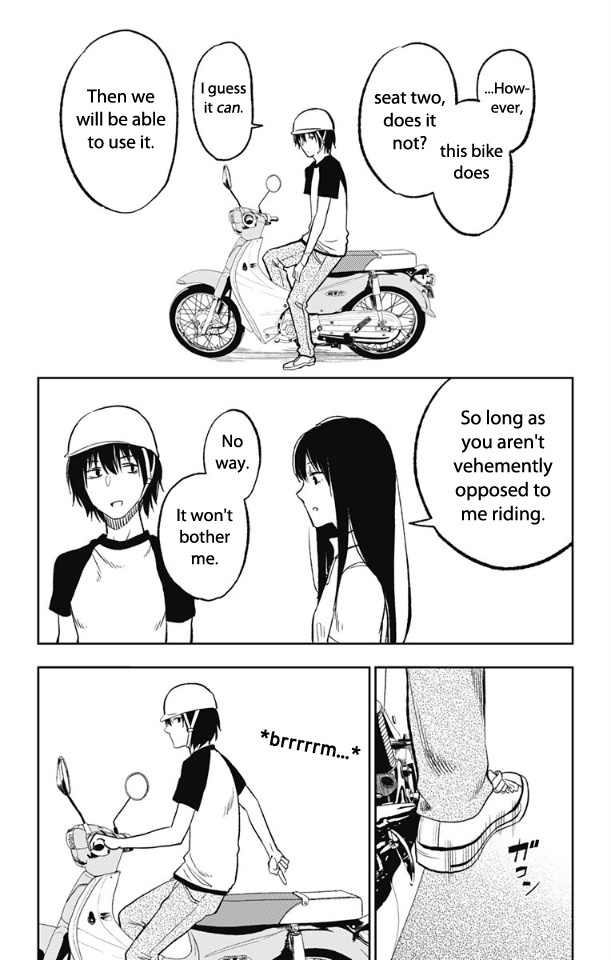 ...How-
ever,
this bike
does
seat two,
does it
not?
I guess
it can.
Then we
will be able
to use it.
So long as
you aren't
vehemently
opposed to
me riding.
No
way.
It won't
bother
me.
ガコン
*brrrrrm...*